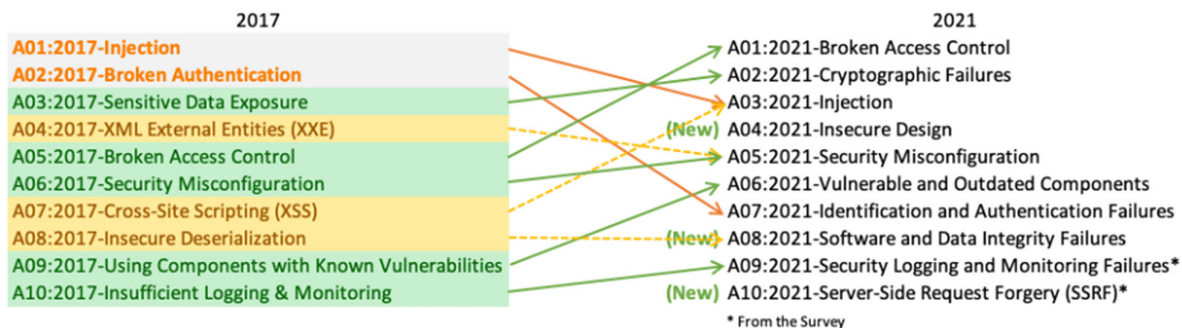 2017
2021
A01:2017-Injection
A02:2017-Broken Authentication
A03:2017-Sensitive Data Exposure
A04:2017-XML External Entities (XXE)
A05:2017-Broken Access Control
A06:2017-Security Misconfiguration
A07:2017-Cross-Site Scripting (XSS)
A08:2017-Insecure Deserialization
A09:2017-Using Components with Known Vulnerabilities
A10:2017-Insufficient Logging & Monitoring
A01:2021-Broken Access Control
A02:2021-Cryptographic Failures
A03:2021-Injection
(New) A04:2021-Insecure Design
A05:2021-Security Misconfiguration
A06:2021-Vulnerable and Outdated Components
A07:2021-Identification and Authentication Failures
(New) A08:2021-Software and Data Integrity Failures
A09:2021-Security Logging and Monitoring Failures*
(New) A10:2021-Server-Side Request Forgery (SSRF)*
* From the Survey